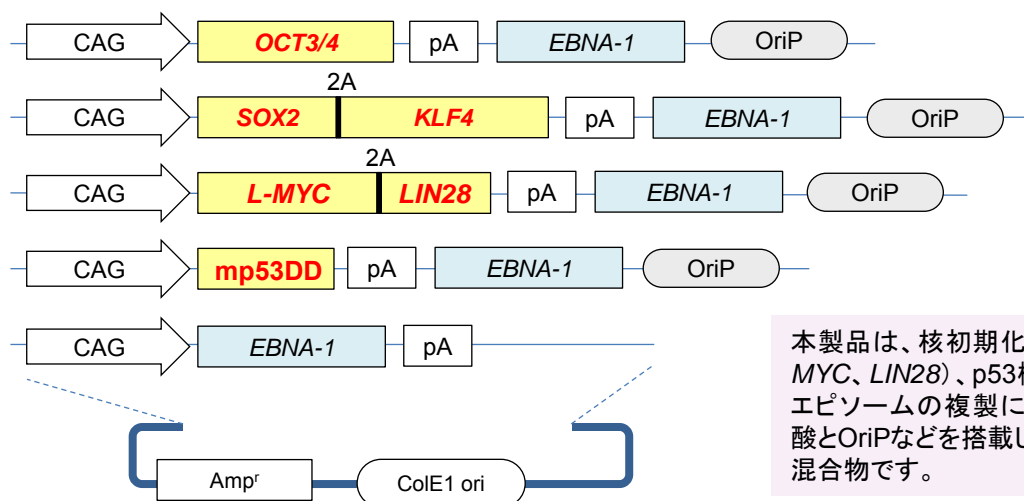 CAG OCT3/4 pA EBNA-1 OriP
2A
CAG SOX2 KLF4 pA EBNA-1 OriP
2A
CAG L-MYC LIN28 pA EBNA-1 OriP
CAG mp53DD pA EBNA-1 OriP
CAG EBNA-1 pA
Ampr ColE1 ori
本製品は、核初期化
MYC、LIN28)、p53
エピソームの複製に
酸とOriPなどを搭載し
混合物です。